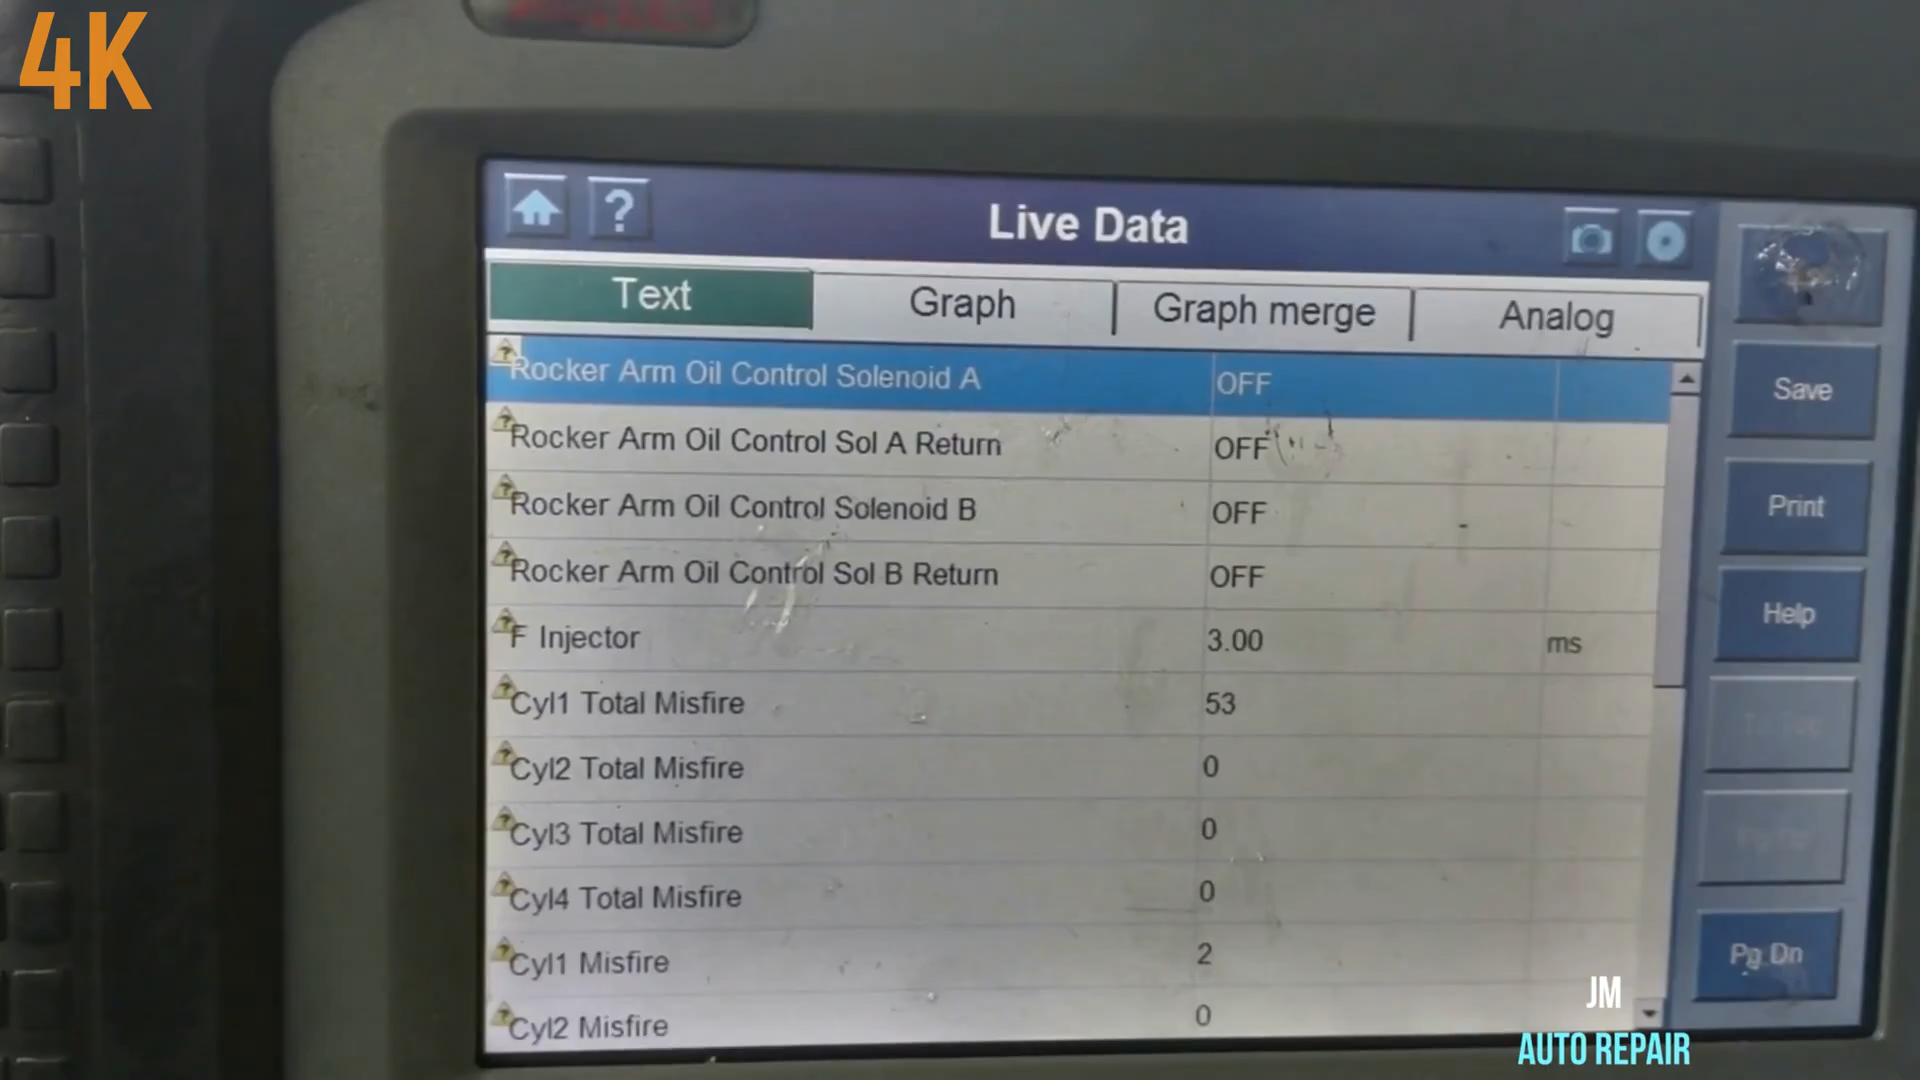 4K
Live Data
Text Graph Graph merge Analog
Rocker Arm Oil Control Solenoid A OFF
Rocker Arm Oil Control Sol A Return OFF
Rocker Arm Oil Control Solenoid B OFF
Rocker Arm Oil Control Sol B Return OFF
F Injector 3.00 ms
Cyl1 Total Misfire 53
Cyl2 Total Misfire 0
Cyl3 Total Misfire 0
Cyl4 Total Misfire 0
Cyl1 Misfire 2
Cyl2 Misfire 0
Save
Print
Help
Pg Dn
JM
AUTO REPAIR